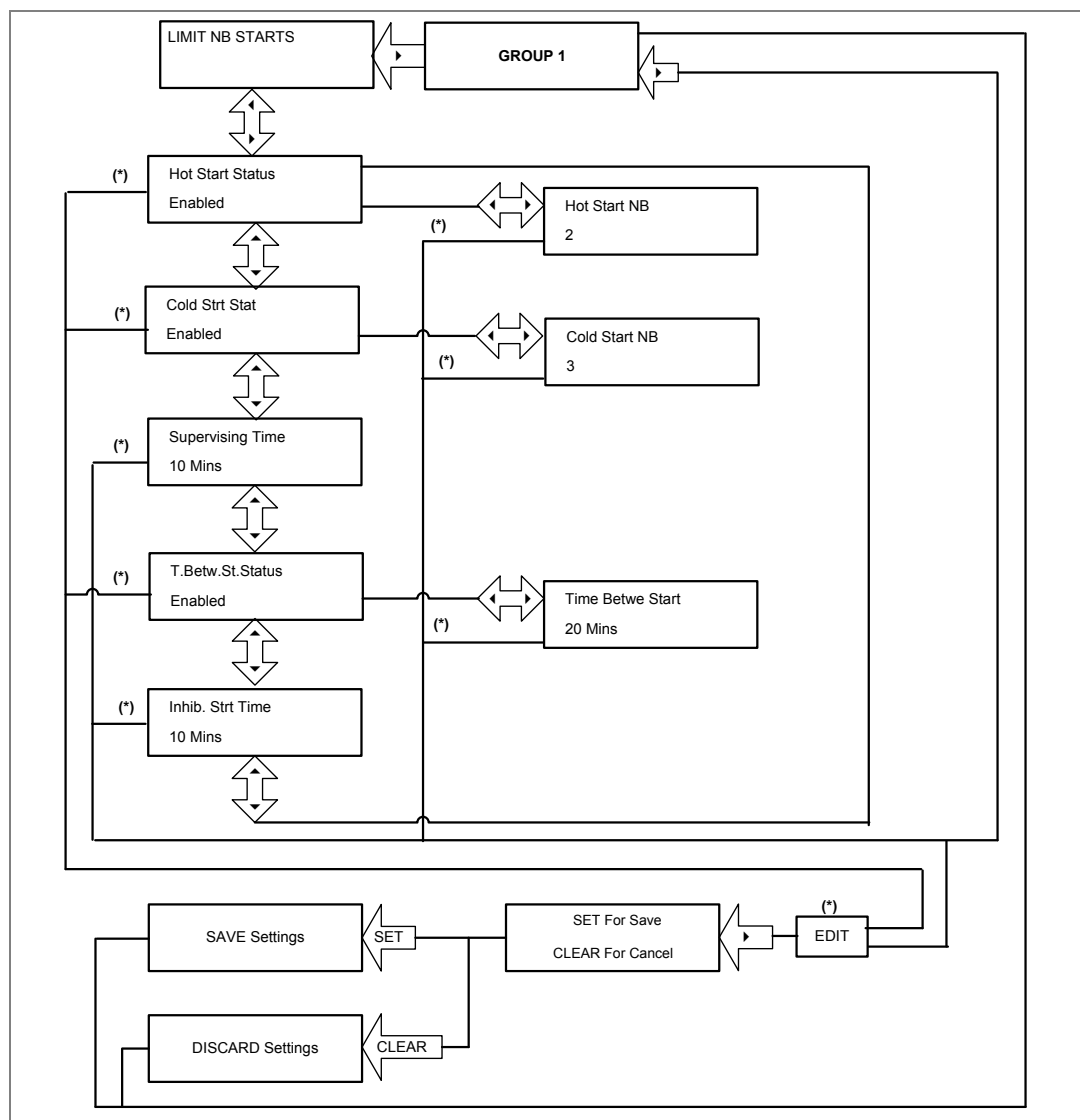 LIMIT NB STARTS
GROUP 1
(*)
Hot Start Status
Enabled
(*)
Hot Start NB
2
(*)
Cold Strt Stat
Enabled
(*)
Cold Start NB
3
(*)
Supervising Time
10 Mins
(*)
T.Betw.St.Status
Enabled
(*)
Time Betwe Start
20 Mins
(*)
Inhib. Strt Time
10 Mins
SAVE Settings
SET
SET For Save
CLEAR For Cancel
(*)
EDIT
DISCARD Settings
CLEAR